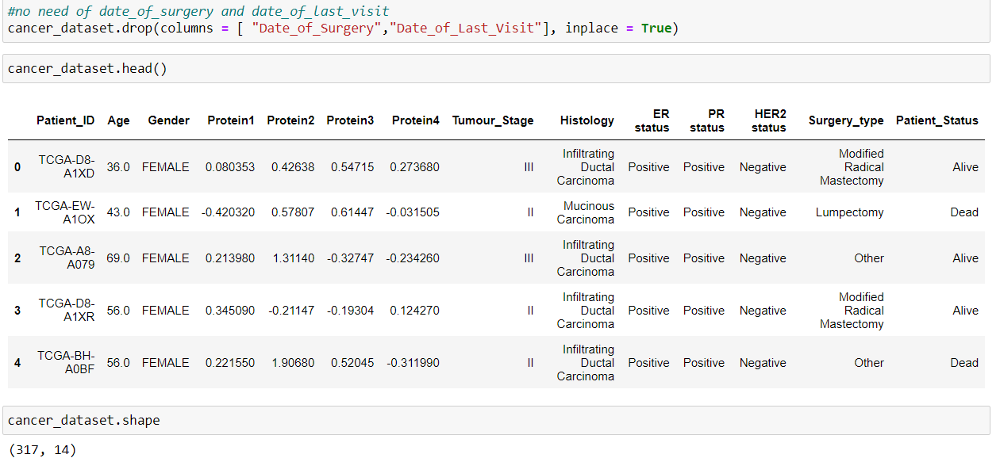 #no need of date_of_surgery and date_of_last_visit
cancer_dataset.drop(columns = [ "Date_of_Surgery","Date_of_Last_Visit"], inplace = True)
cancer_dataset.head()
Patient_ID Age Gender Protein1 Protein2 Protein3 Protein4 Tumour_Stage Histology ER status PR status HER2 status Surgery_type Patient_Status
0 TCGA-D8-A1XD 36.0 FEMALE 0.080353 0.42638 0.54715 0.273680 III Infiltrating Ductal Carcinoma Positive Positive Negative Modified Radical Mastectomy Alive
1 TCGA-EW-A1OX 43.0 FEMALE -0.420320 0.57807 0.61447 -0.031505 II Mucinous Carcinoma Positive Positive Negative Lumpectomy Dead
2 TCGA-A8-A079 69.0 FEMALE 0.213980 1.31140 -0.32747 -0.234260 III Infiltrating Ductal Carcinoma Positive Positive Negative Other Alive
3 TCGA-D8-A1XR 56.0 FEMALE 0.345090 -0.21147 -0.19304 0.124270 II Infiltrating Ductal Carcinoma Positive Positive Negative Modified Radical Mastectomy Alive
4 TCGA-BH-A0BF 56.0 FEMALE 0.221550 1.90680 0.52045 -0.311990 II Infiltrating Ductal Carcinoma Positive Positive Negative Other Dead
cancer_dataset.shape
(317, 14)